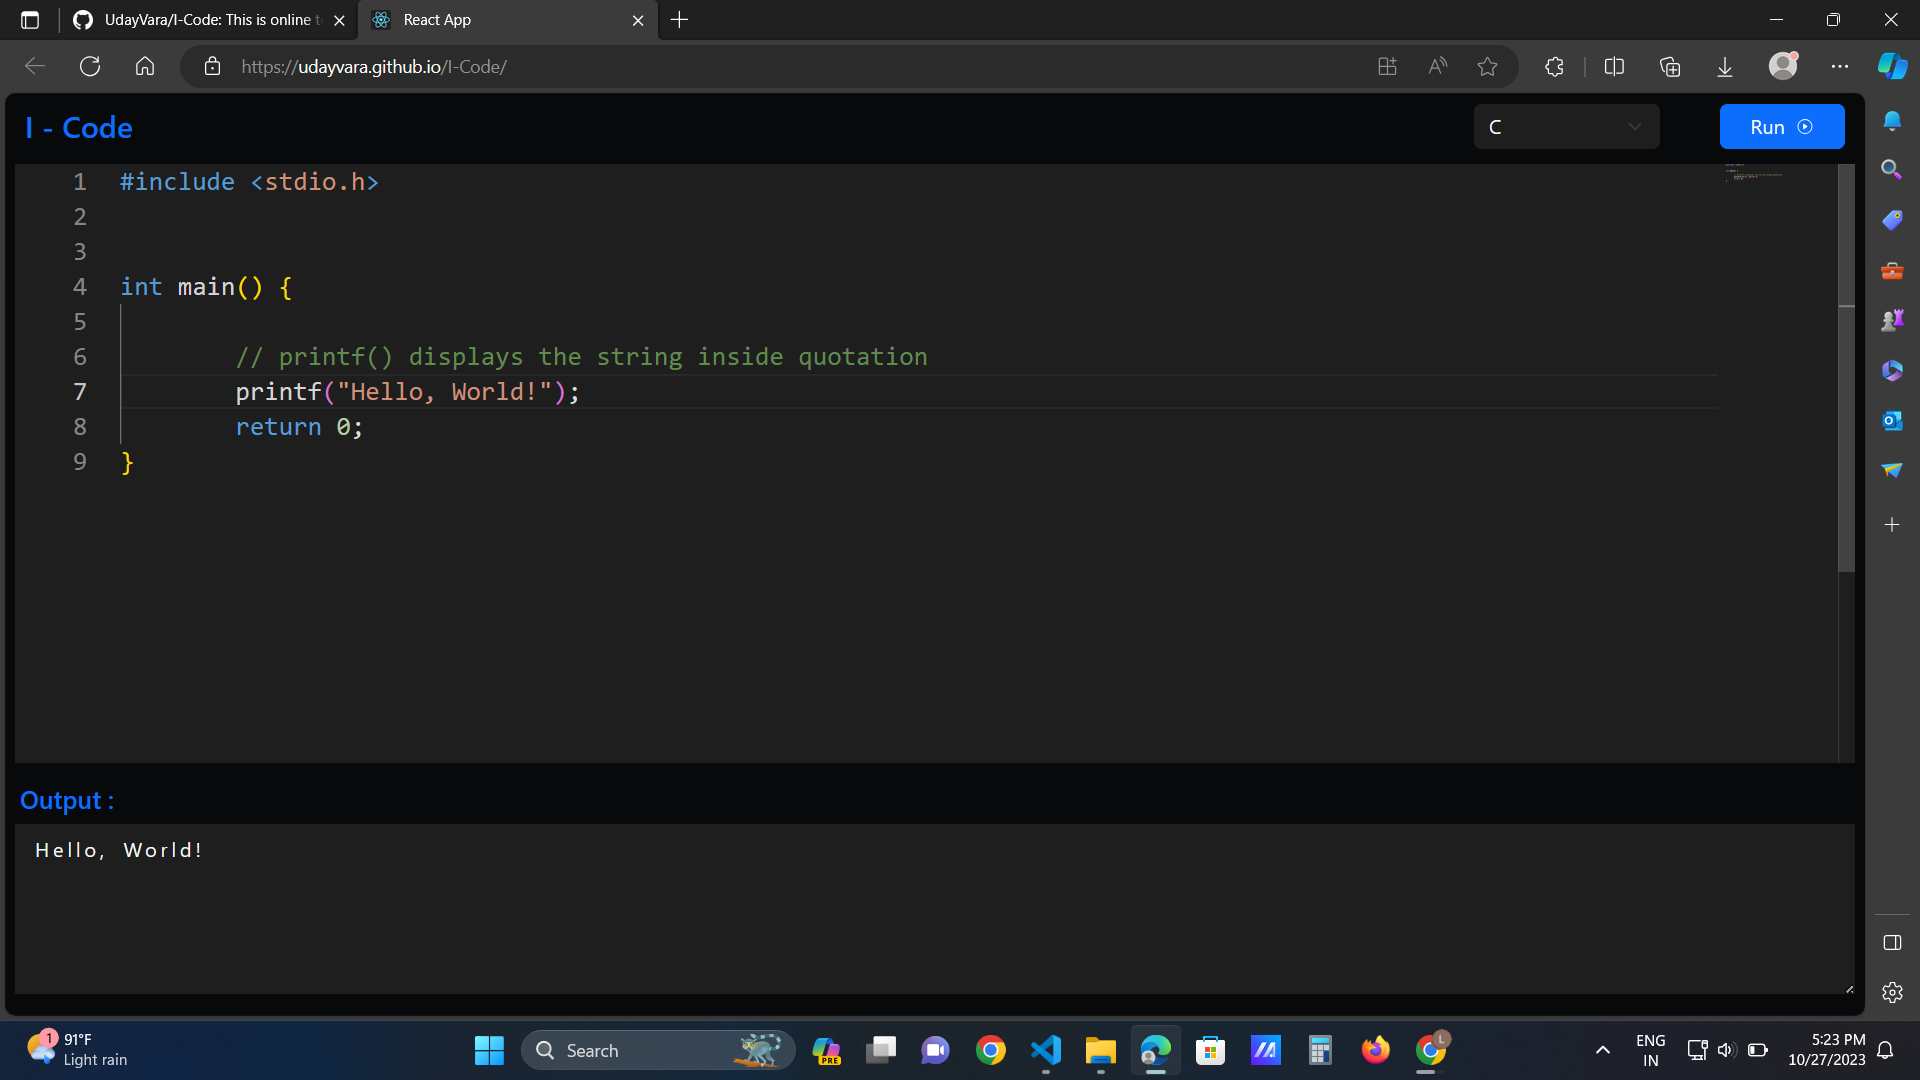 UdayVara/I-Code: This is online t
React App
https://udayvara.github.io/I-Code/
I - Code
C
Run
1 #include <stdio.h>
2
3
4 int main() {
5
6 // printf() displays the string inside quotation
7 printf("Hello, World!");
8 return 0;
9 }
Output :
Hello, World!
1
91°F
Light rain
Search
PRE
L
ENG
IN
5:23 PM
10/27/2023